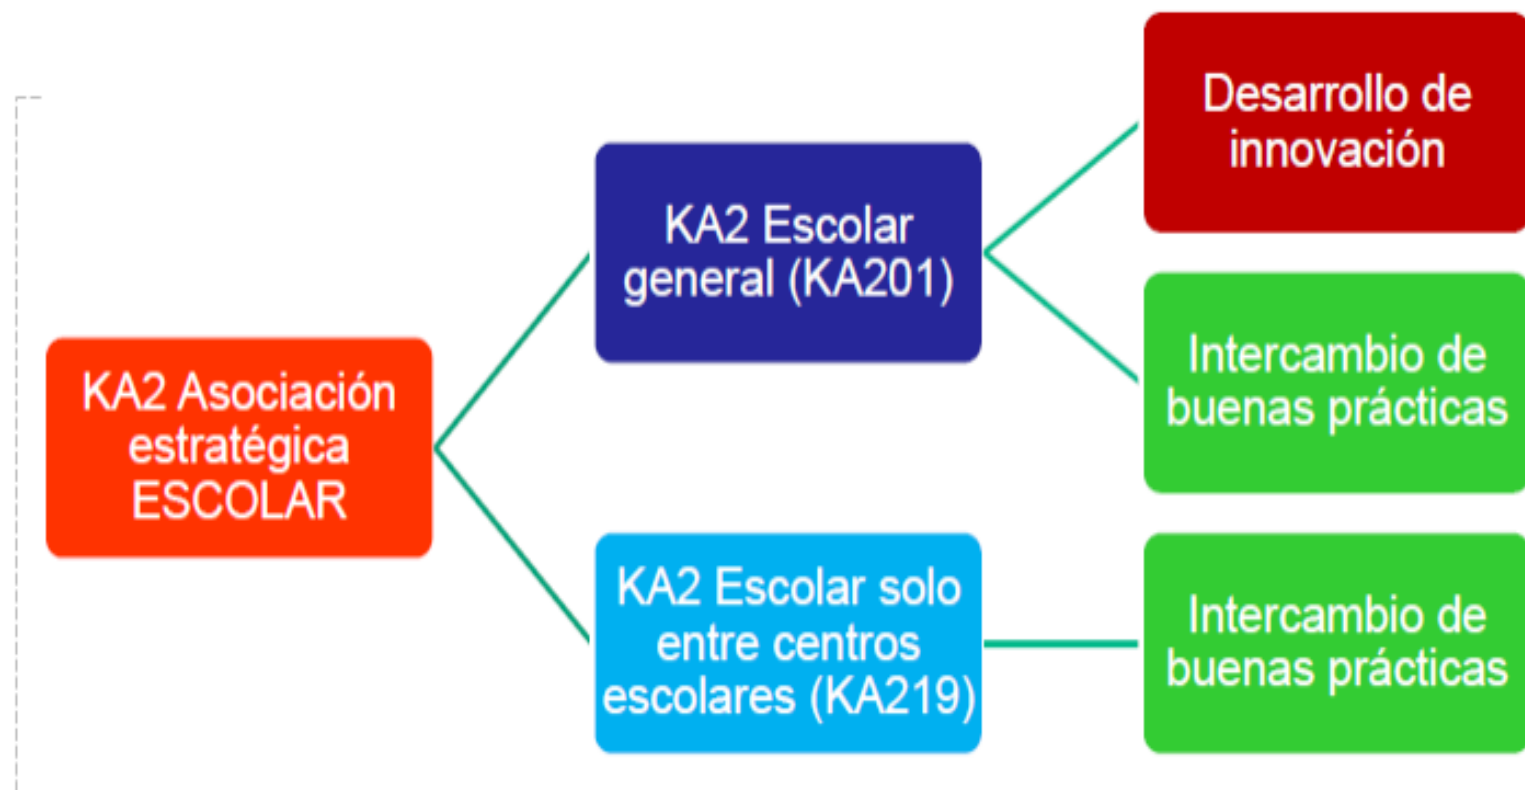 KA2 Asociación
estratégica
ESCOLAR
KA2 Escolar
general (KA201)
Desarrollo de
innovación
Intercambio de
buenas prácticas
KA2 Escolar solo
entre centros
escolares (KA219)
Intercambio de
buenas prácticas